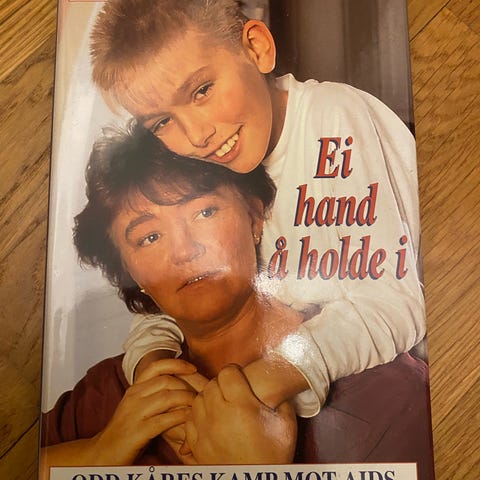 Ei
hand
å holde i
ODD KÅRES KAMP MOT AIDS